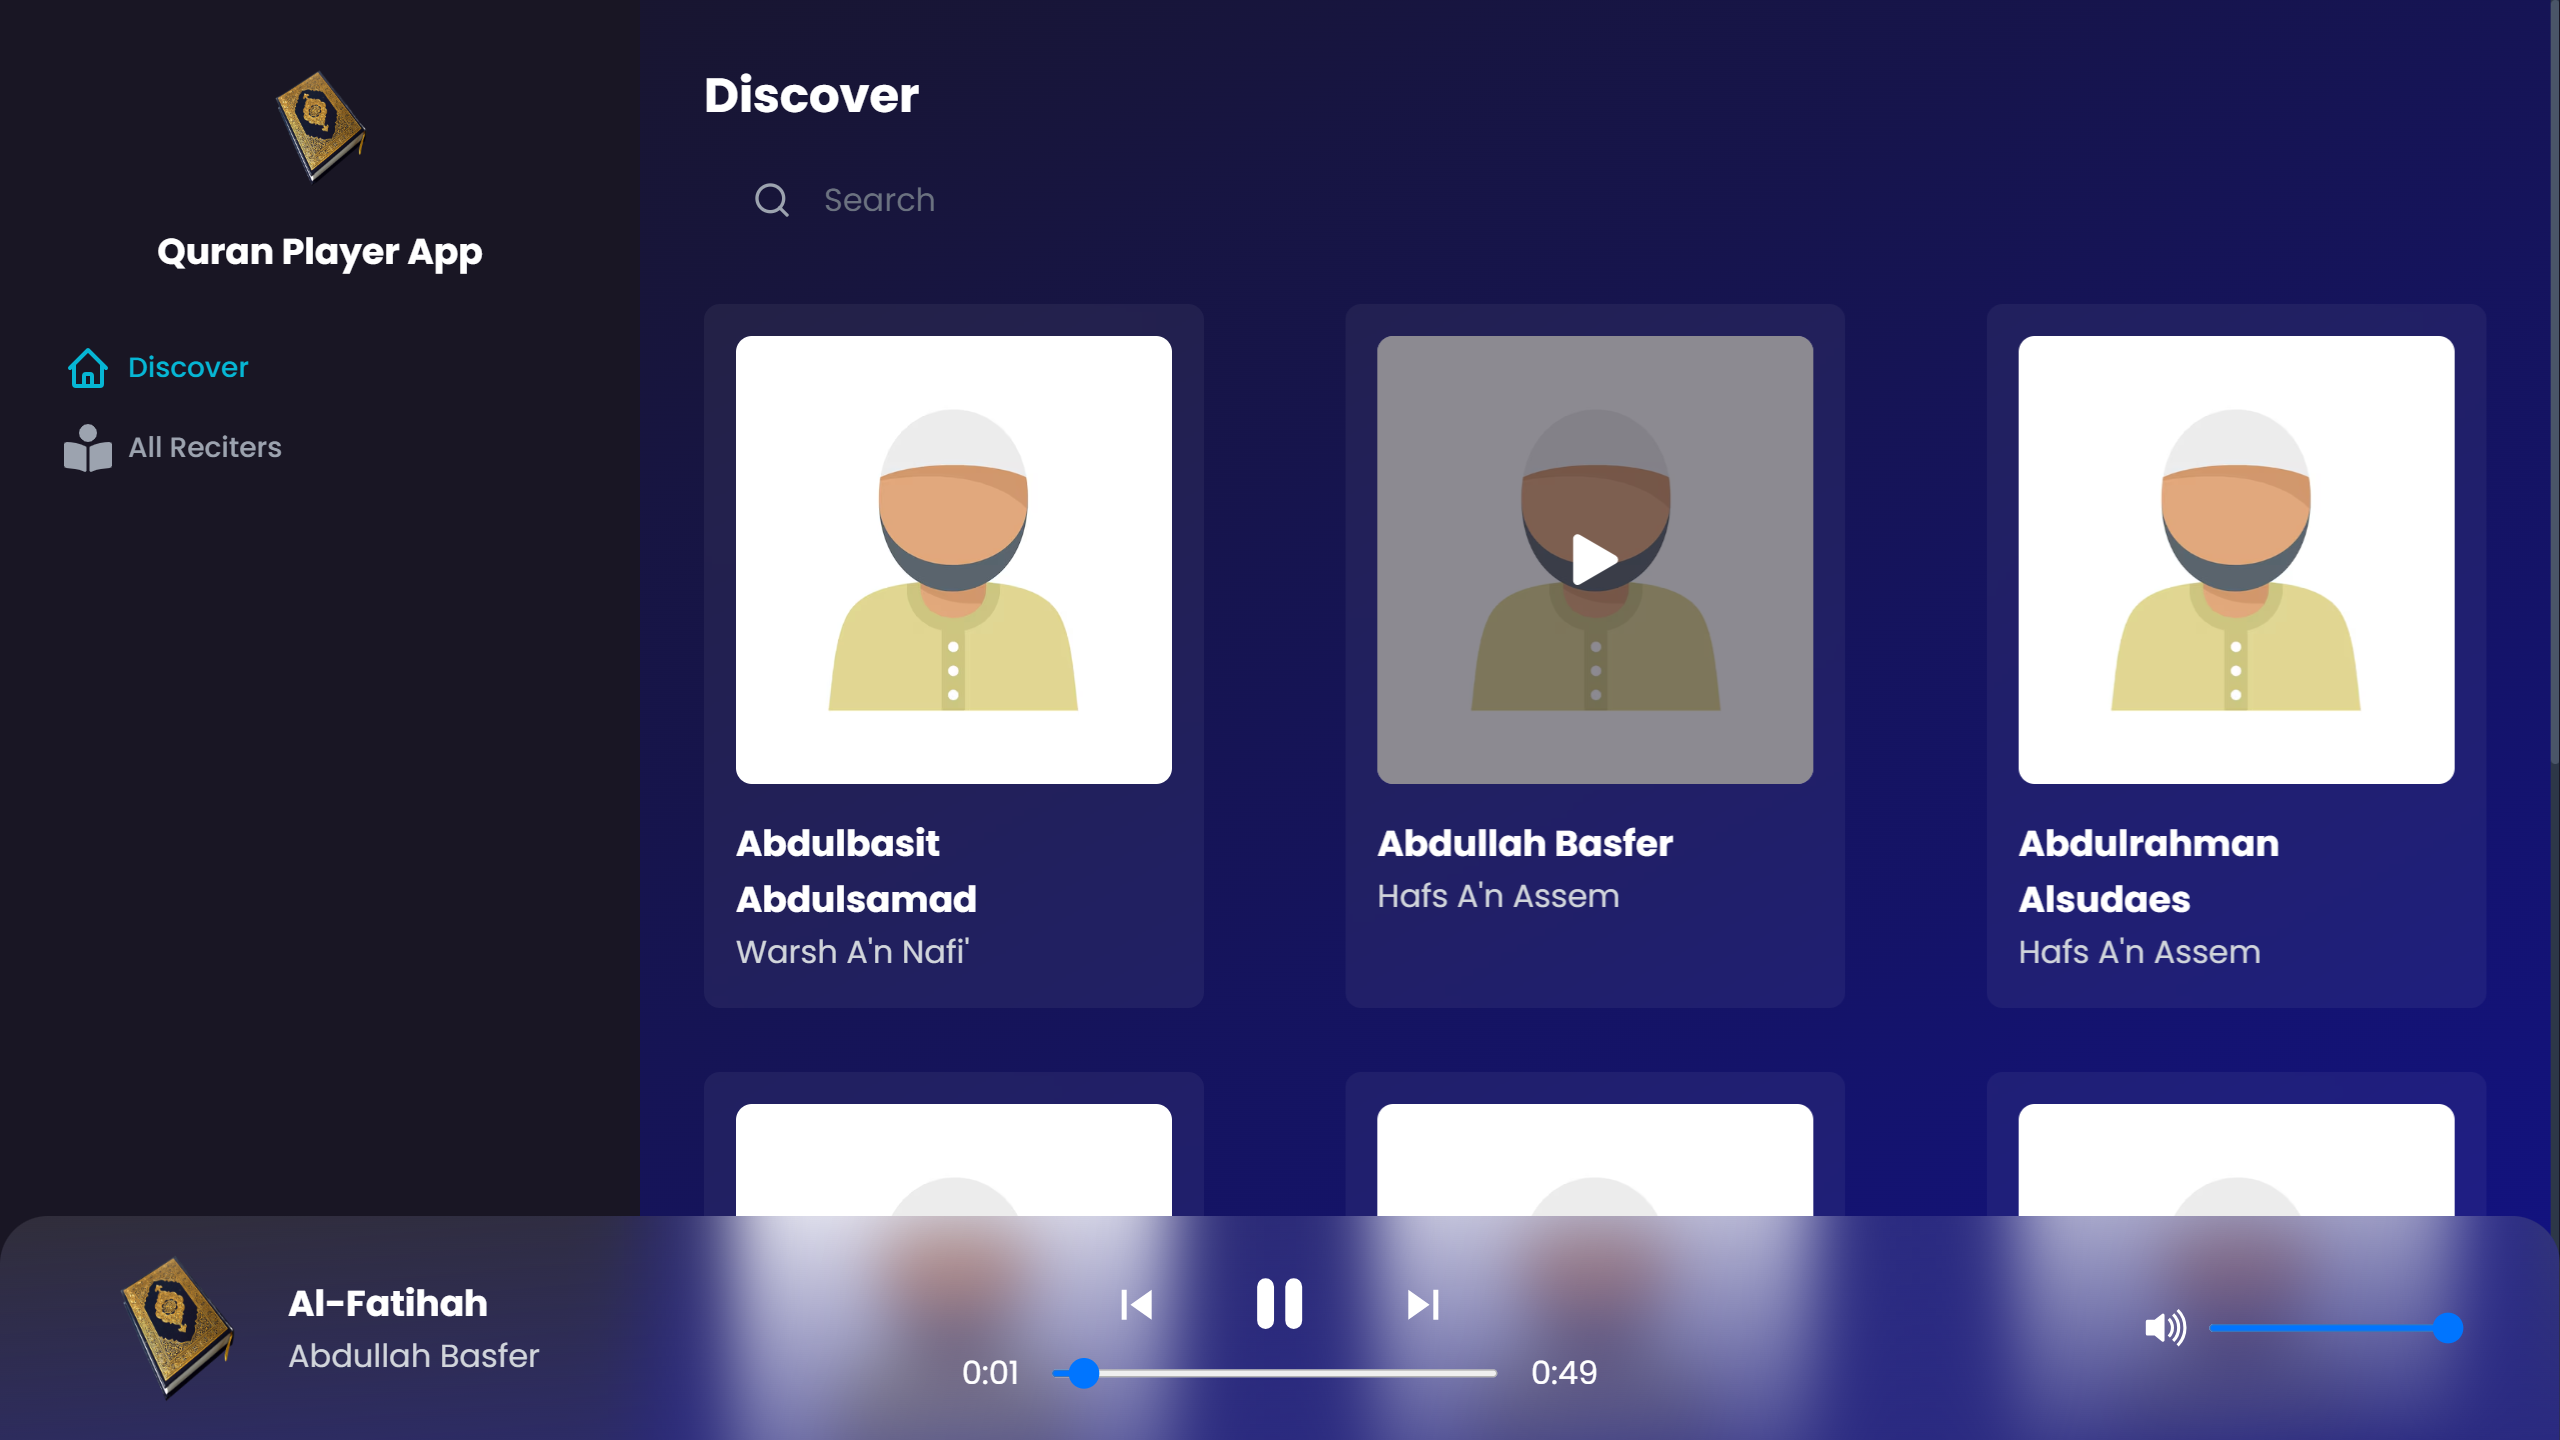 Quran Player App
Discover
All Reciters
Discover
Search
Abdulbasit
Abdulsamad
Warsh A'n Nafi'
Abdullah Basfer
Hafs A'n Assem
Abdulrahman
Alsudaes
Hafs A'n Assem
Al-Fatihah
Abdullah Basfer
0:01
0:49